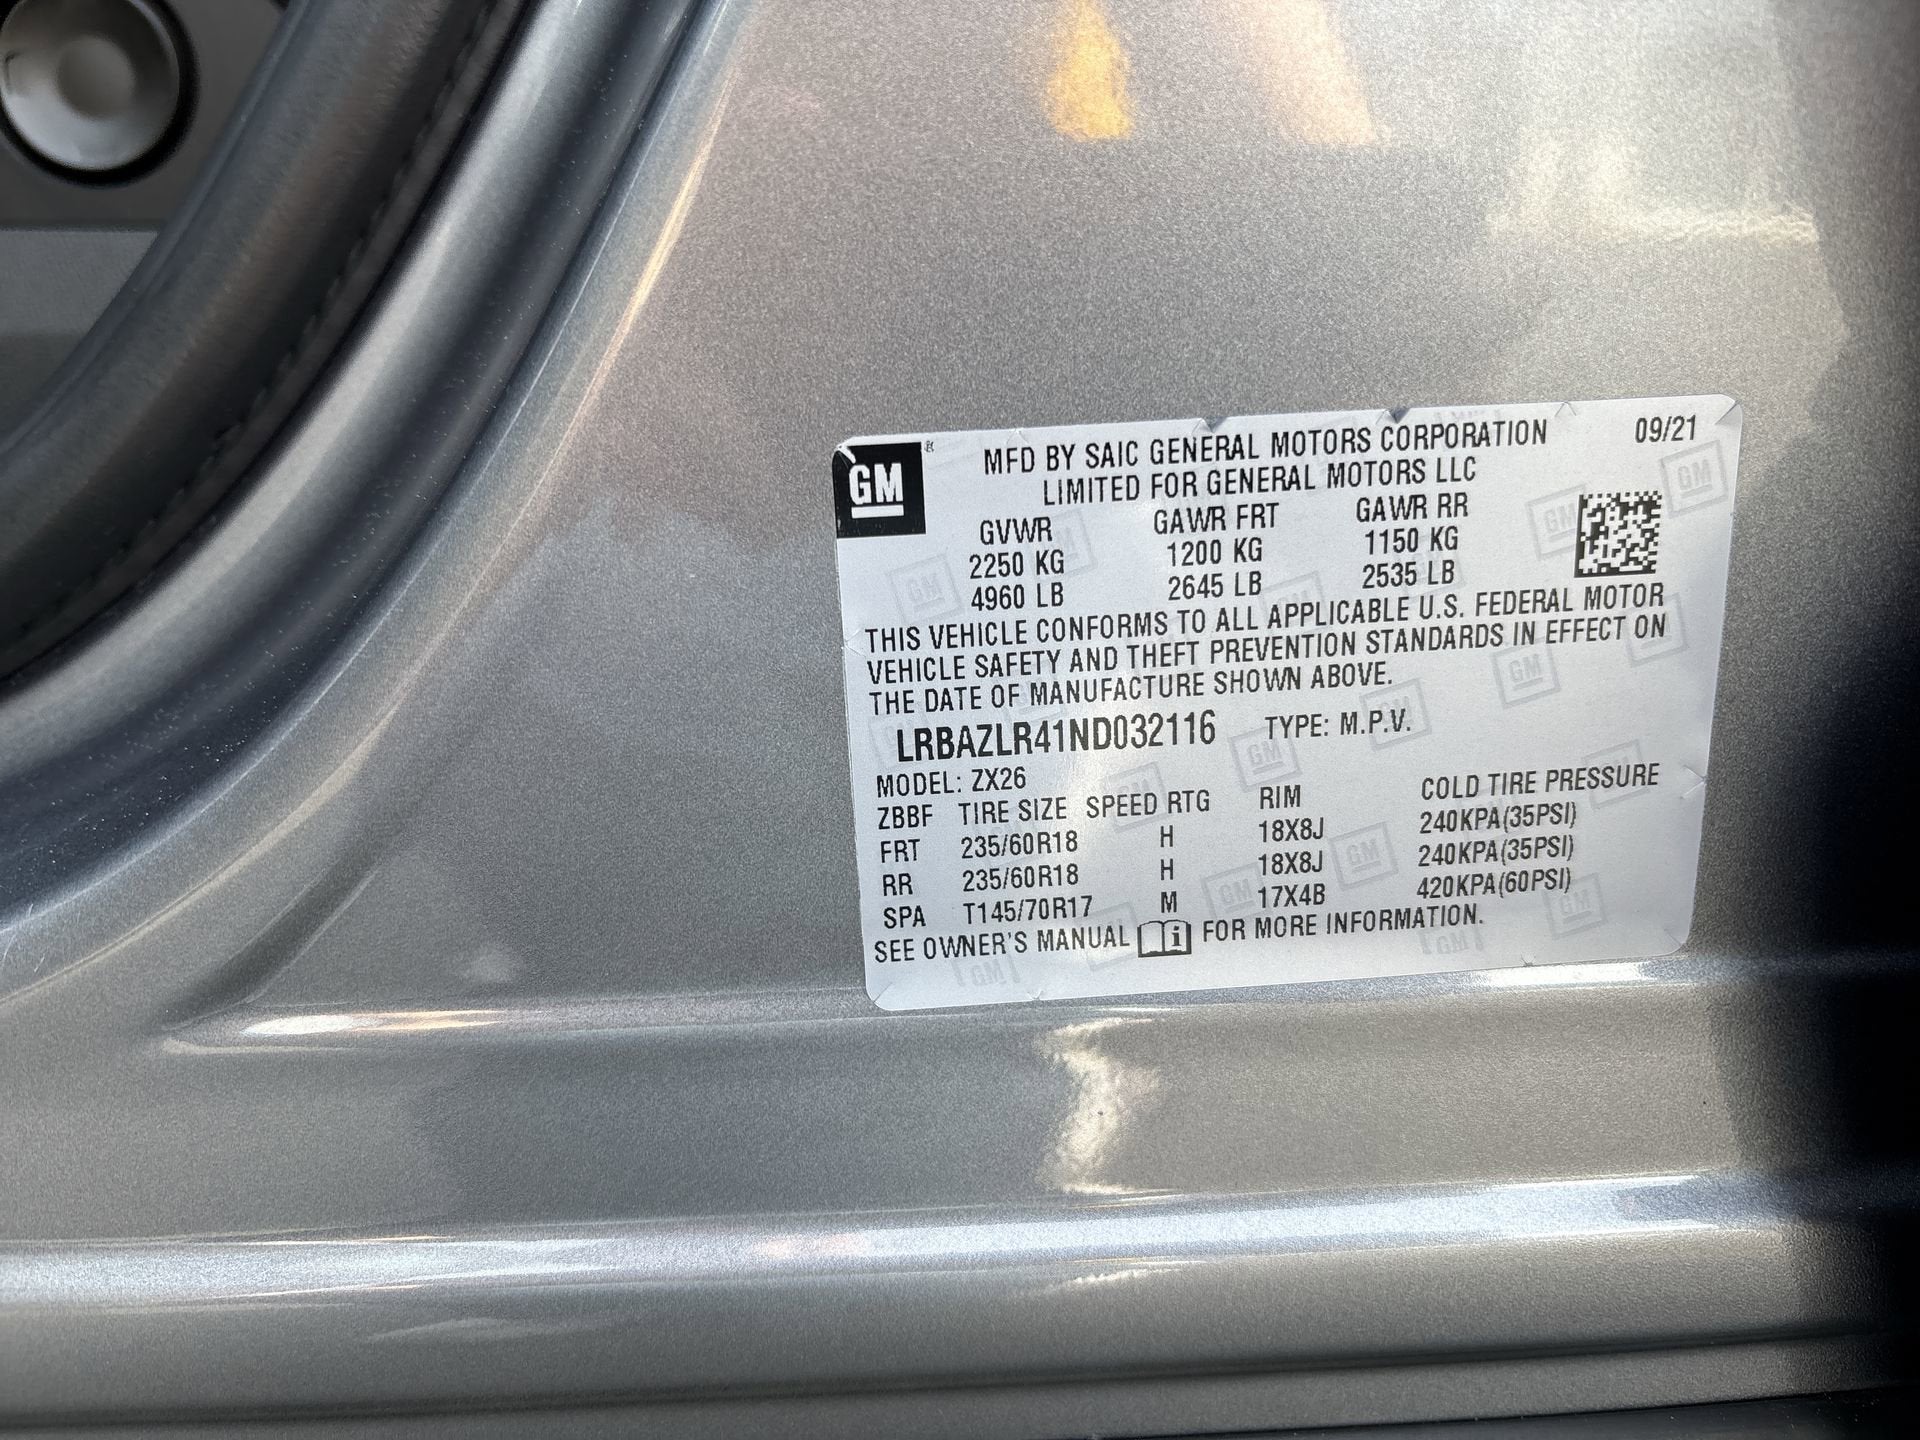 GM
MFD BY SAIC GENERAL MOTORS CORPORATION 09/21
LIMITED FOR GENERAL MOTORS LLC
GVWR GAWR FRT GAWR RR
2250 KG 1200 KG 1150 KG
4960 LB 2645 LB 2535 LB
THIS VEHICLE CONFORMS TO ALL APPLICABLE U.S. FEDERAL MOTOR
VEHICLE SAFETY AND THEFT PREVENTION STANDARDS IN EFFECT ON
THE DATE OF MANUFACTURE SHOWN ABOVE.
LRBAZLR41ND032116 TYPE: M.P.V.
MODEL: ZX26
ZBBF TIRE SIZE SPEED RTG RIM COLD TIRE PRESSURE
FRT 235/60R18 H 18X8J 240KPA(35PSI)
RR 235/60R18 H 18X8J 240KPA(35PSI)
SPA T145/70R17 M 17X4B 420KPA(60PSI)
SEE OWNER'S MANUAL i FOR MORE INFORMATION.